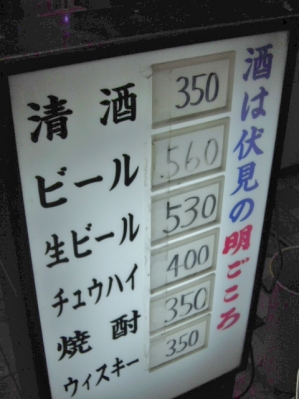 酒は伏見の明ごころ
清酒 350
ビール 560
生ビール 530
チュウハイ 400
焼酎 350
ウィスキー 350